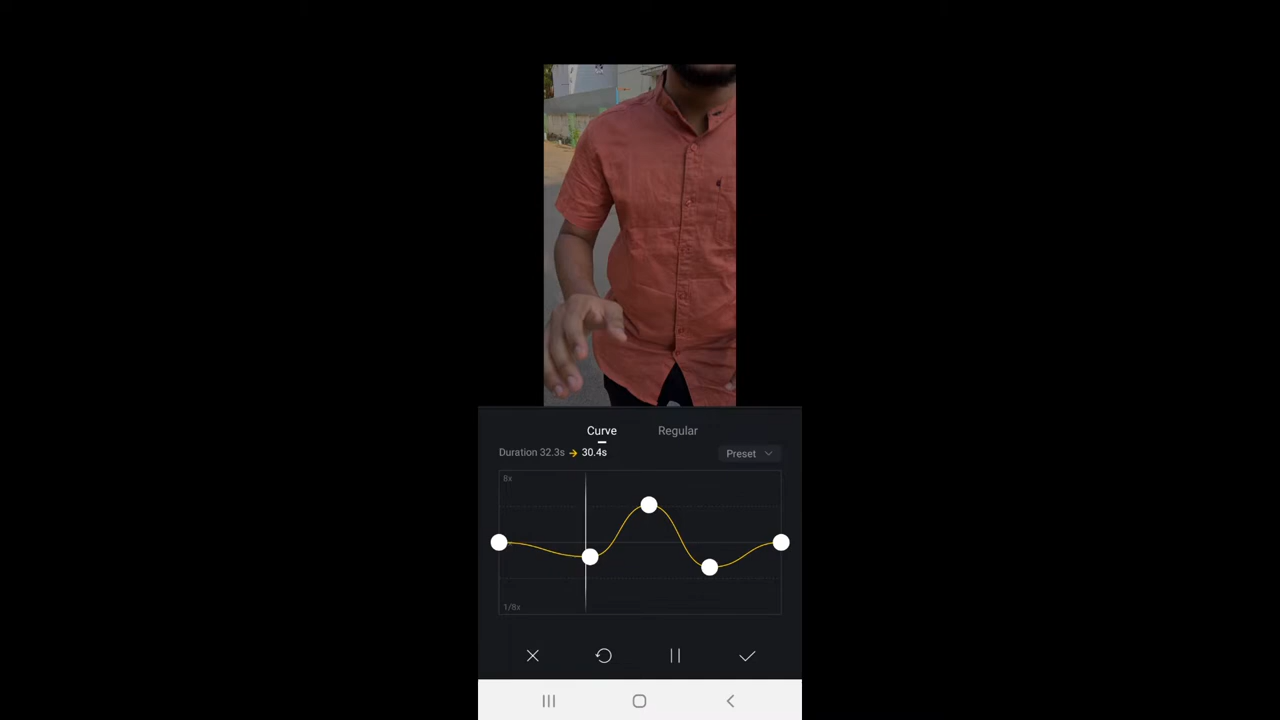 Curve Regular
Duration 32.3s → 30.4s
Preset
8x
1/8x